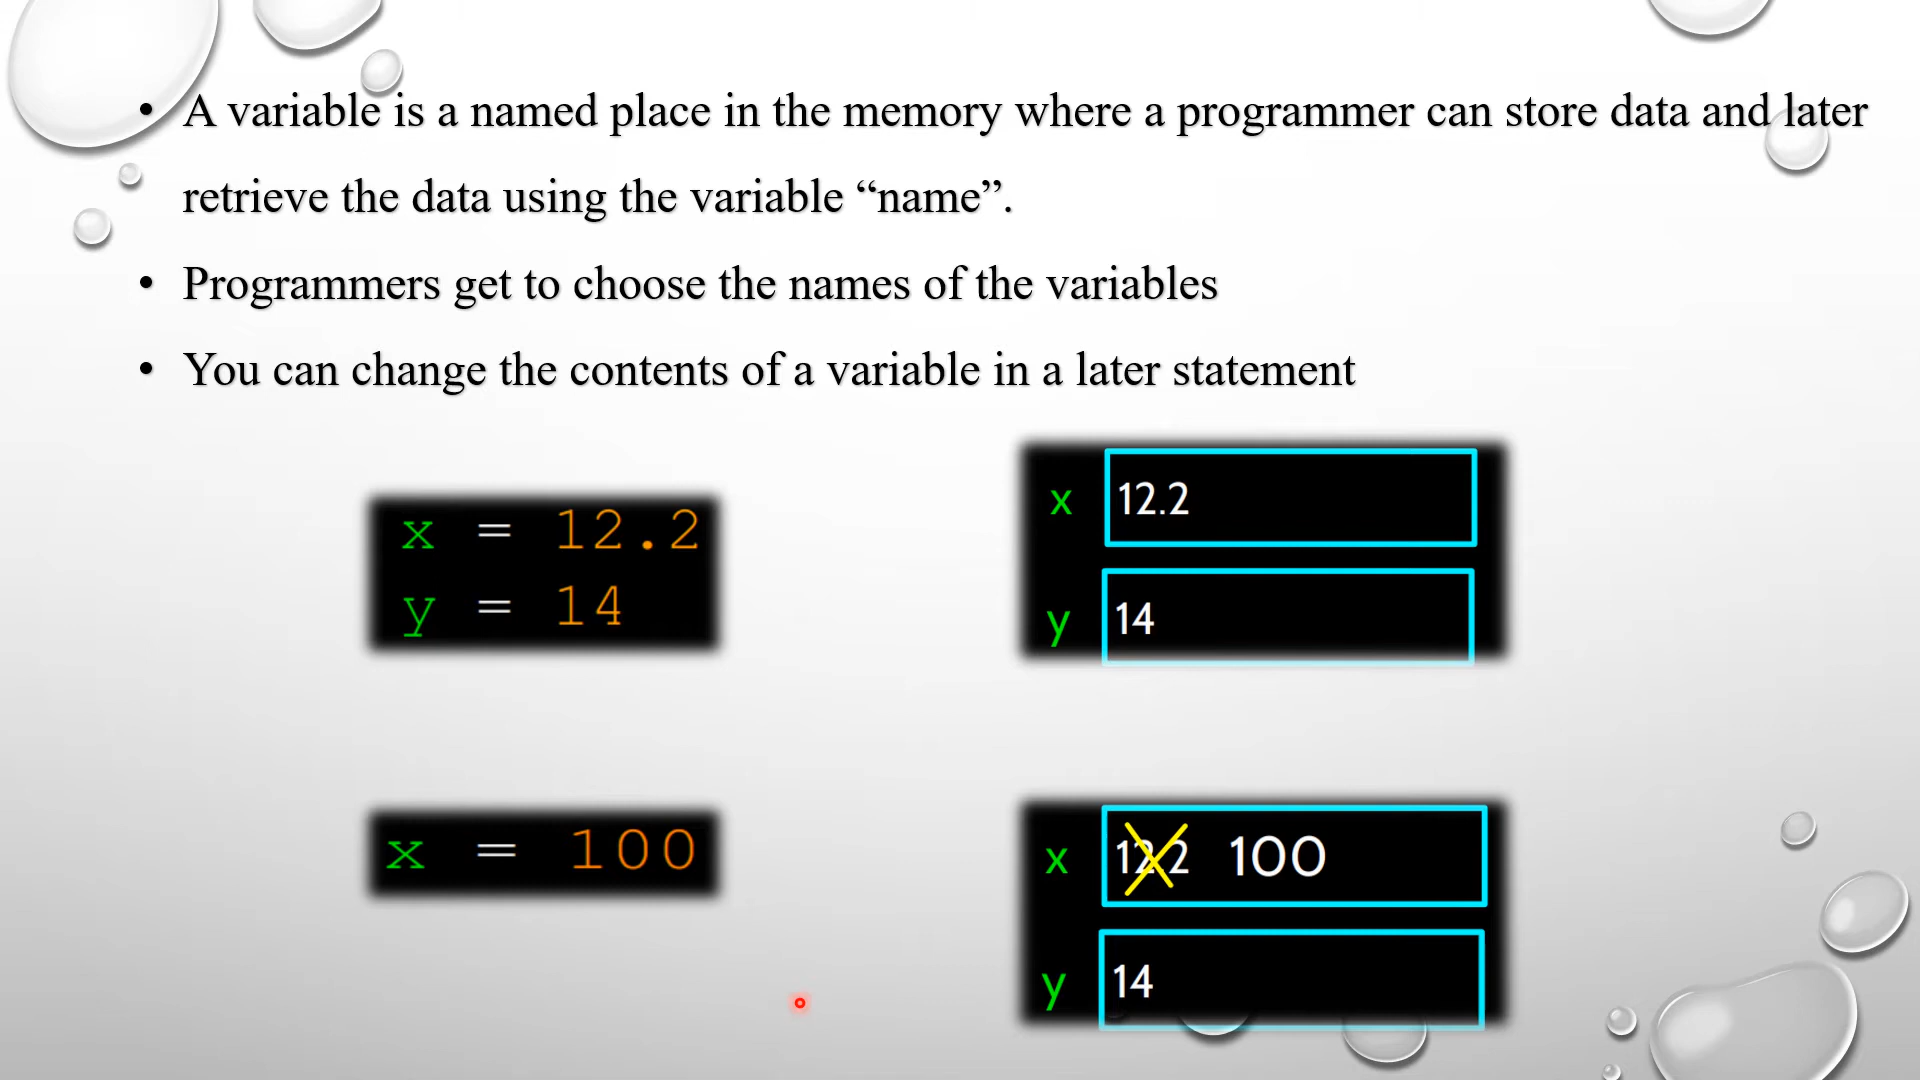 • A variable is a named place in the memory where a programmer can store data and later
retrieve the data using the variable “name”.
• Programmers get to choose the names of the variables
• You can change the contents of a variable in a later statement
x = 12.2
y = 14
x 12.2
y 14
x = 100
x 12.2 100
y 14